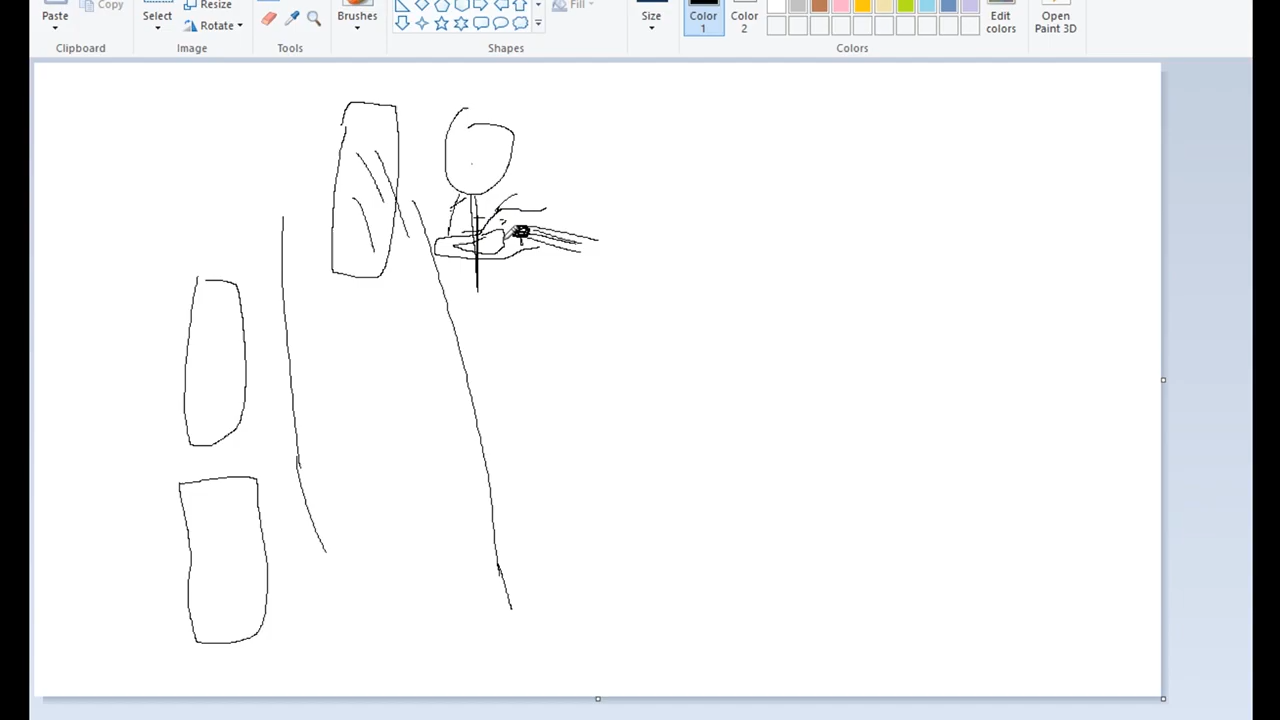 Paste
Copy
Select
Resize
Rotate
Brushes
Fill
Size
Color 1
Color 2
Edit colors
Open Paint 3D
Clipboard
Image
Tools
Shapes
Colors